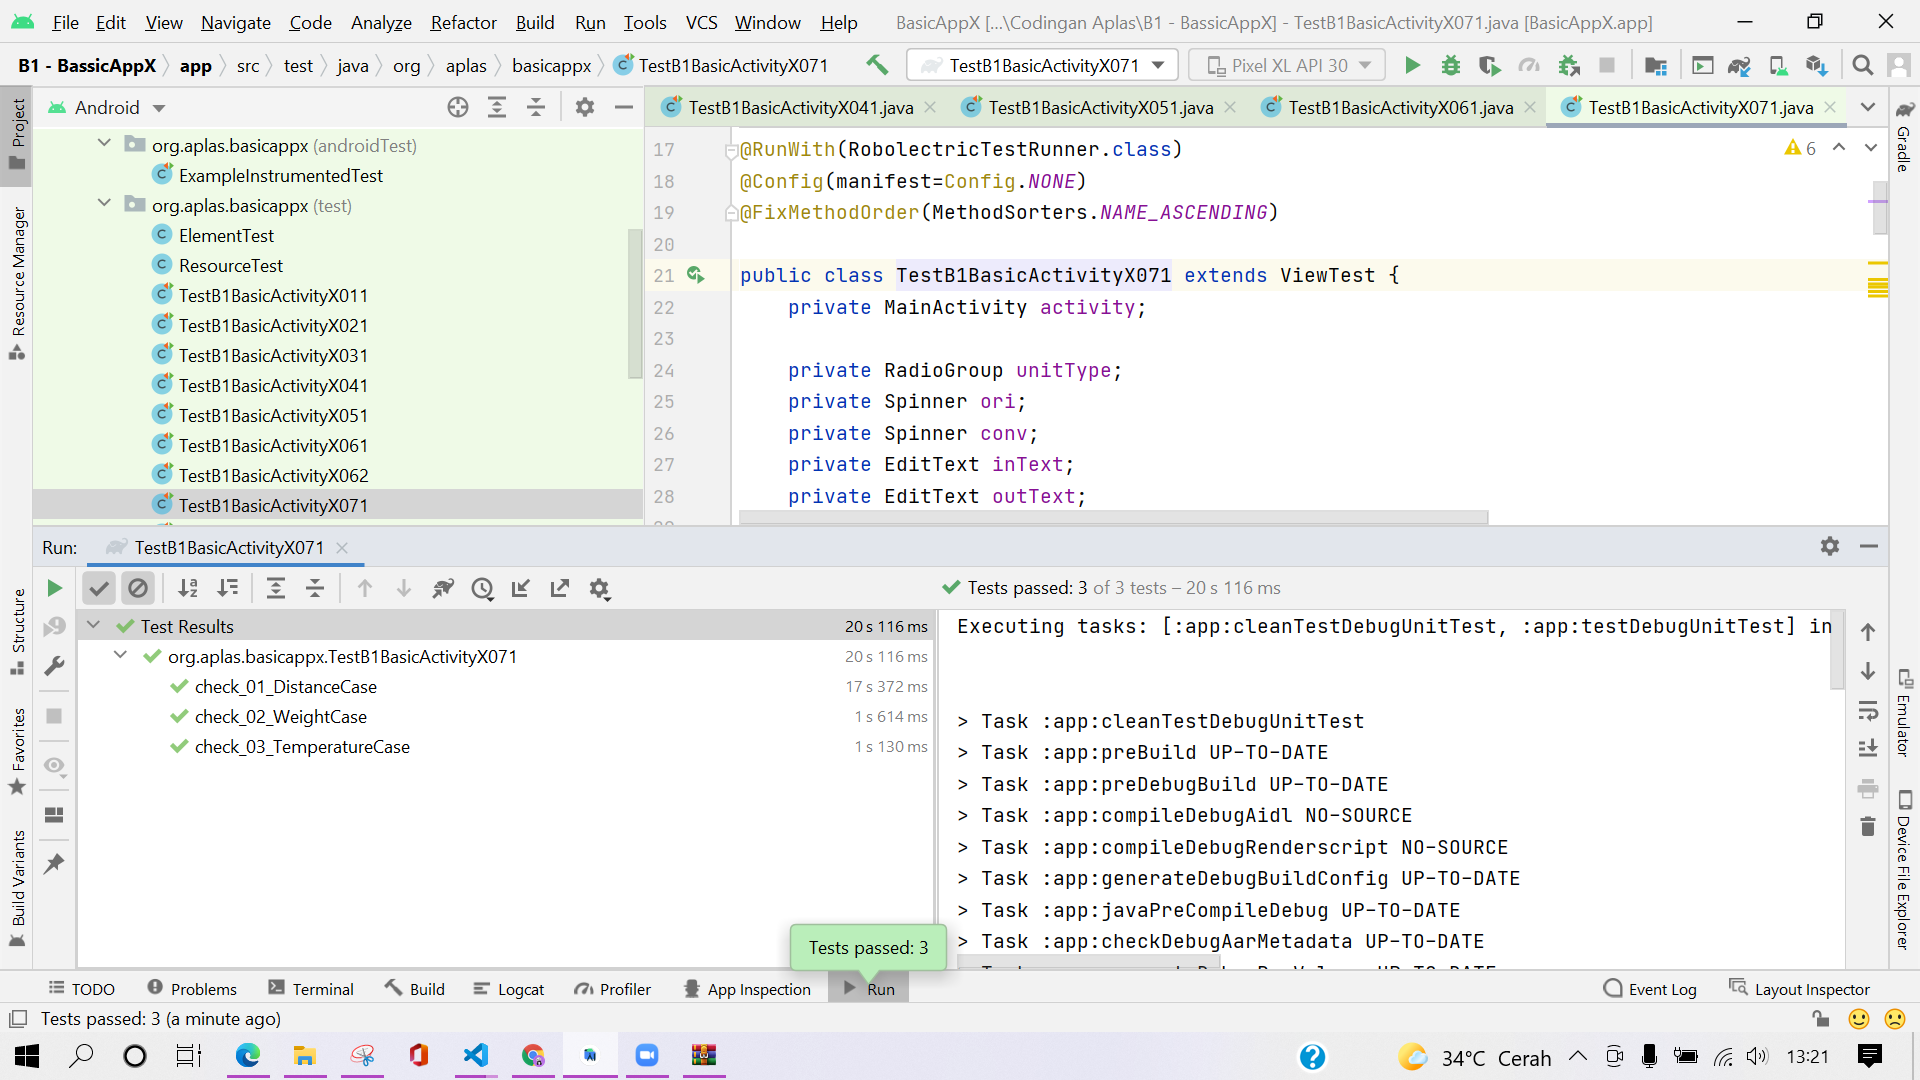 File Edit View Navigate Code Analyze Refactor Build Run Tools VCS Window Help BasicAppX [...\Codingan Aplas\B1 - BassicAppX] - TestB1BasicActivityX071.java [BasicAppX.app]
B1 - BassicAppX app src test java org aplas basicappx TestB1BasicActivityX071 TestB1BasicActivityX071 Pixel XL API 30
Project
Resource Manager
Structure
Favorites
Build Variants
Android
org.aplas.basicappx (androidTest)
ExampleInstrumentedTest
org.aplas.basicappx (test)
ElementTest
ResourceTest
TestB1BasicActivityX011
TestB1BasicActivityX021
TestB1BasicActivityX031
TestB1BasicActivityX041
TestB1BasicActivityX051
TestB1BasicActivityX061
TestB1BasicActivityX062
TestB1BasicActivityX071
TestB1BasicActivityX041.java TestB1BasicActivityX051.java TestB1BasicActivityX061.java TestB1BasicActivityX071.java
6
17 @RunWith(RobolectricTestRunner.class)
18 @Config(manifest=Config.NONE)
19 @FixMethodOrder(MethodSorters.NAME_ASCENDING)
20
21 public class TestB1BasicActivityX071 extends ViewTest {
22 private MainActivity activity;
23
24 private RadioGroup unitType;
25 private Spinner ori;
26 private Spinner conv;
27 private EditText inText;
28 private EditText outText;
Gradle
Emulator
Device File Explorer
Run: TestB1BasicActivityX071
Tests passed: 3 of 3 tests – 20 s 116 ms
Test Results 20 s 116 ms
org.aplas.basicappx.TestB1BasicActivityX071 20 s 116 ms
check_01_DistanceCase 17 s 372 ms
check_02_WeightCase 1 s 614 ms
check_03_TemperatureCase 1 s 130 ms
Executing tasks: [:app:cleanTestDebugUnitTest, :app:testDebugUnitTest] in
> Task :app:cleanTestDebugUnitTest
> Task :app:preBuild UP-TO-DATE
> Task :app:preDebugBuild UP-TO-DATE
> Task :app:compileDebugAidl NO-SOURCE
> Task :app:compileDebugRenderscript NO-SOURCE
> Task :app:generateDebugBuildConfig UP-TO-DATE
> Task :app:javaPreCompileDebug UP-TO-DATE
> Task :app:checkDebugAarMetadata UP-TO-DATE
Tests passed: 3
TODO Problems Terminal Build Logcat Profiler App Inspection Run Event Log Layout Inspector
Tests passed: 3 (a minute ago)
34°C Cerah 13:21